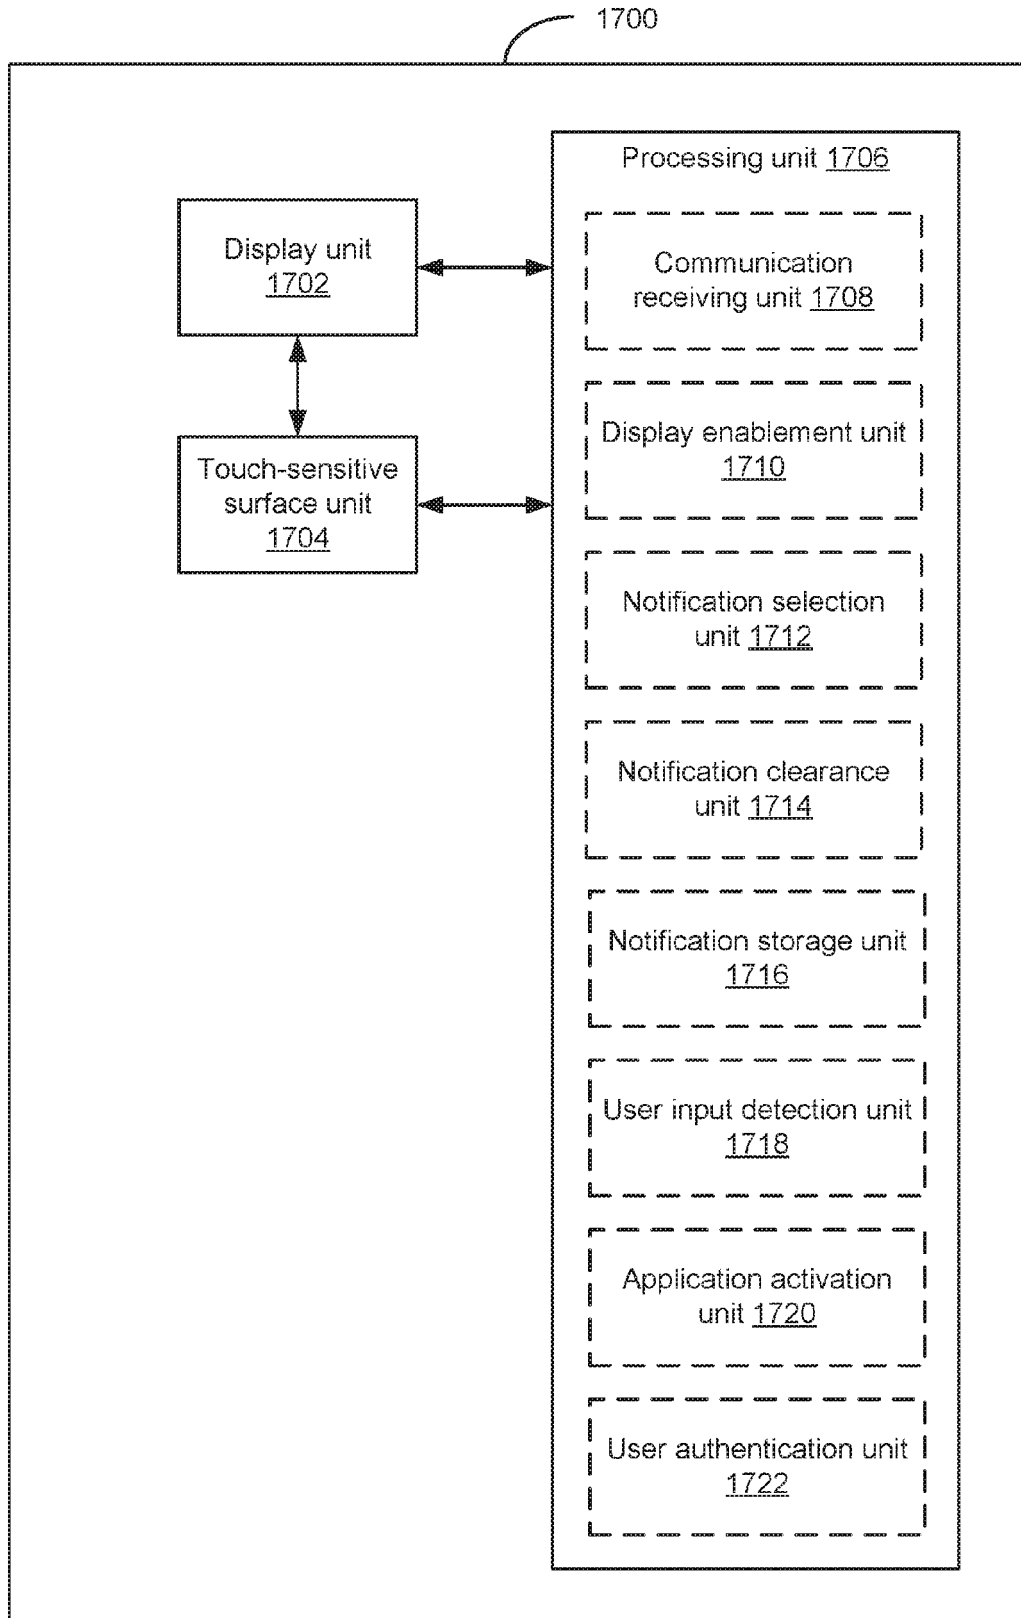 1700
Processing unit 1706
Display unit
1702
Touch-sensitive
surface unit
1704
Communication
receiving unit 1708
Display enablement unit
1710
Notification selection
unit 1712
Notification clearance
unit 1714
Notification storage unit
1716
User input detection unit
1718
Application activation
unit 1720
User authentication unit
1722